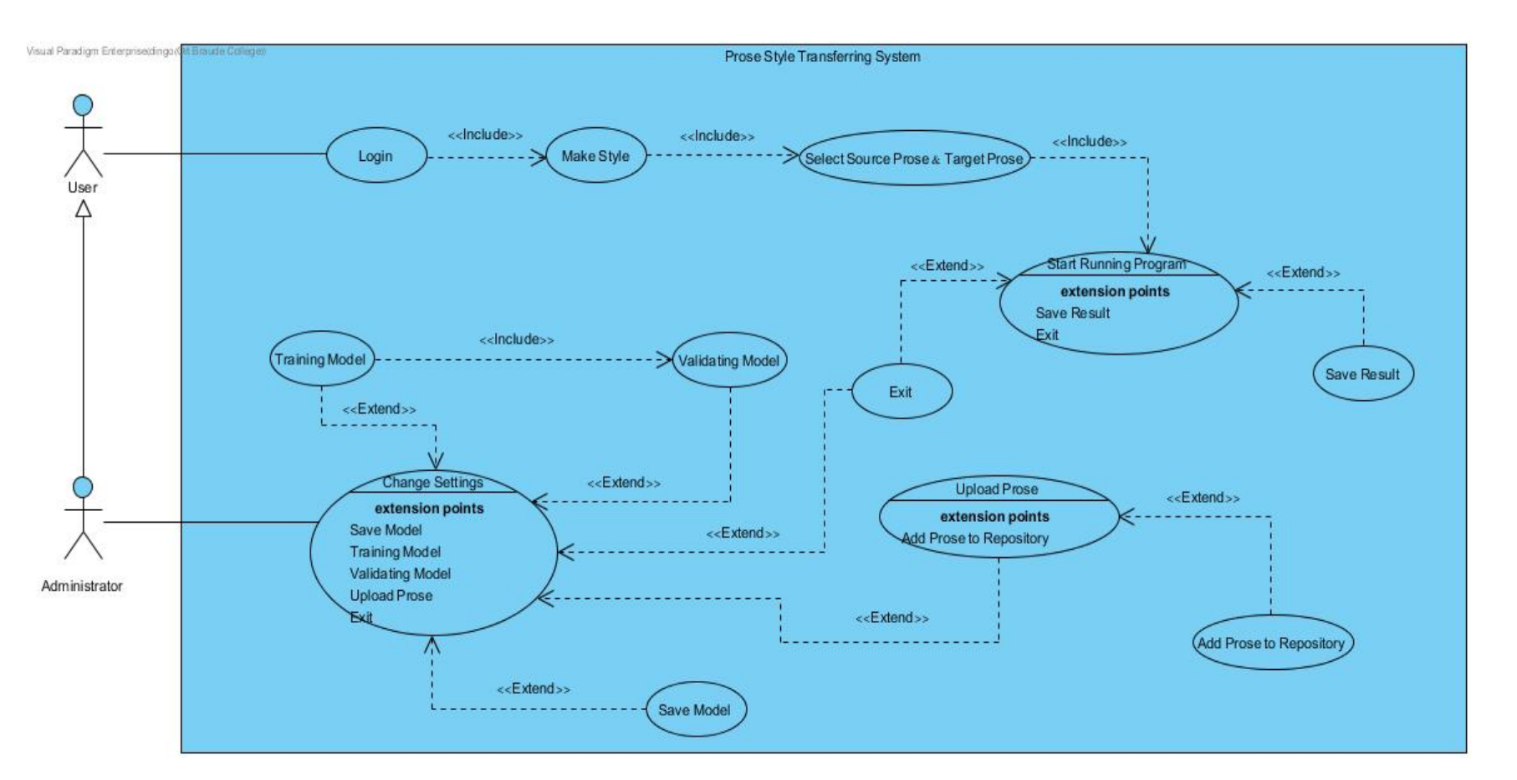 Visual Paradigm Enterprise(dingo(Ort Braude College))
Prose Style Transferring System
User
Login
<<Include>>
Make Style
<<Include>>
Select Source Prose & Target Prose
<<Include>>
<<Extend>>
Start Running Program
extension points
Save Result
Exit
<<Extend>>
Save Result
Training Model
<<Include>>
Validating Model
Exit
<<Extend>>
<<Extend>>
<<Extend>>
Change Settings
extension points
Save Model
Training Model
Validating Model
Upload Prose
Exit
Administrator
Upload Prose
extension points
Add Prose to Repository
<<Extend>>
<<Extend>>
Add Prose to Repository
<<Extend>>
Save Model